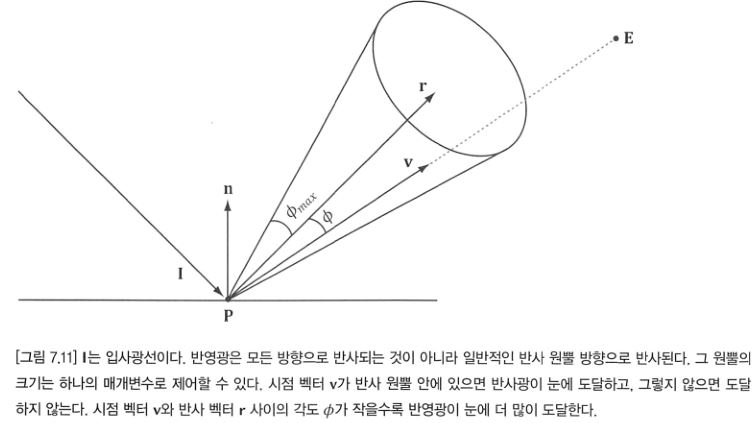 E
r
v
n
ϕmax
ϕ
I
P
[그림 7.11] I는 입사광선이다. 반영광은 모든 방향으로 반사되는 것이 아니라 일반적인 반사 원뿔 방향으로 반사된다. 그 원뿔의
크기는 하나의 매개변수로 제어할 수 있다. 시점 벡터 v가 반사 원뿔 안에 있으면 반사광이 눈에 도달하고, 그렇지 않으면 도달
하지 않는다. 시점 벡터 v와 반사 벡터 r 사이의 각도 ϕ가 작을수록 반영광이 눈에 더 많이 도달한다.